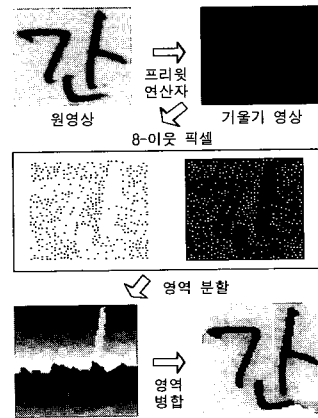 간
프리윗
연산자
원영상
기울기 영상
8-이웃 픽셀
영역 분할
영역
병합
간